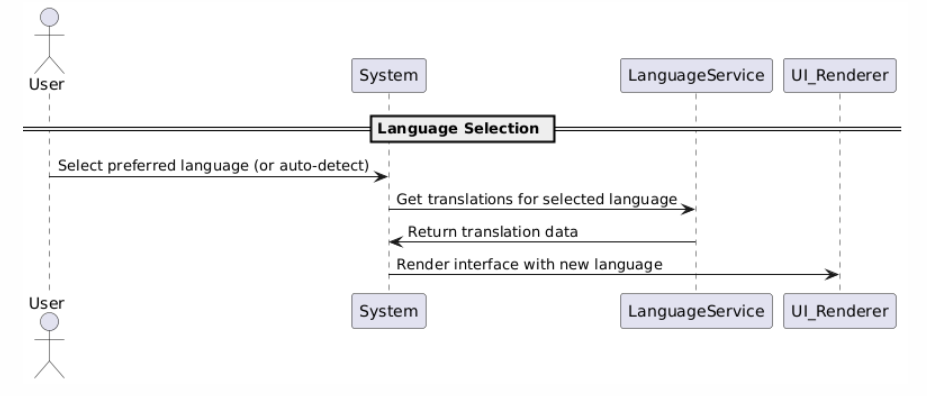 User
System
LanguageService
UI_Renderer
Language Selection
Select preferred language (or auto-detect)
Get translations for selected language
Return translation data
Render interface with new language
User
System
LanguageService
UI_Renderer